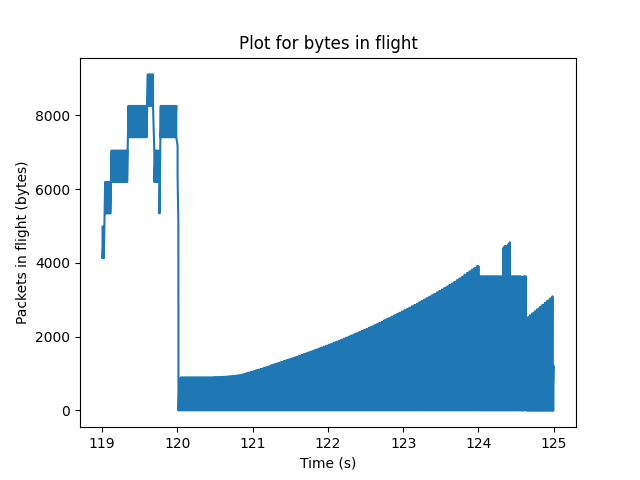 Plot for bytes in flight
Packets in flight (bytes)
8000
6000
4000
2000
0
119 120 121 122 123 124 125
Time (s)